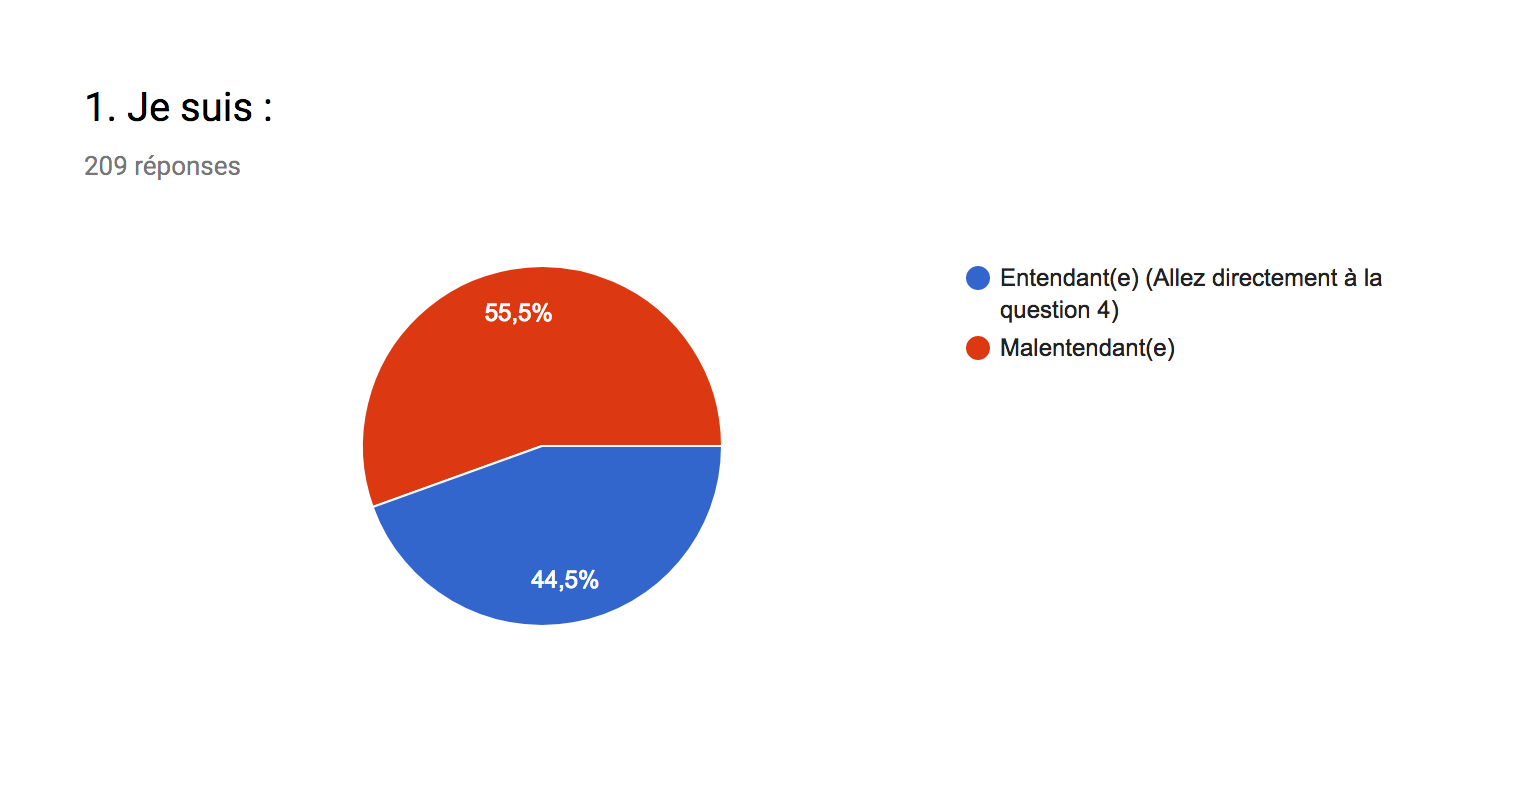 1. Je suis :
209 réponses
55,5%
44,5%
Entendant(e) (Allez directement à la
question 4)
Malentendant(e)